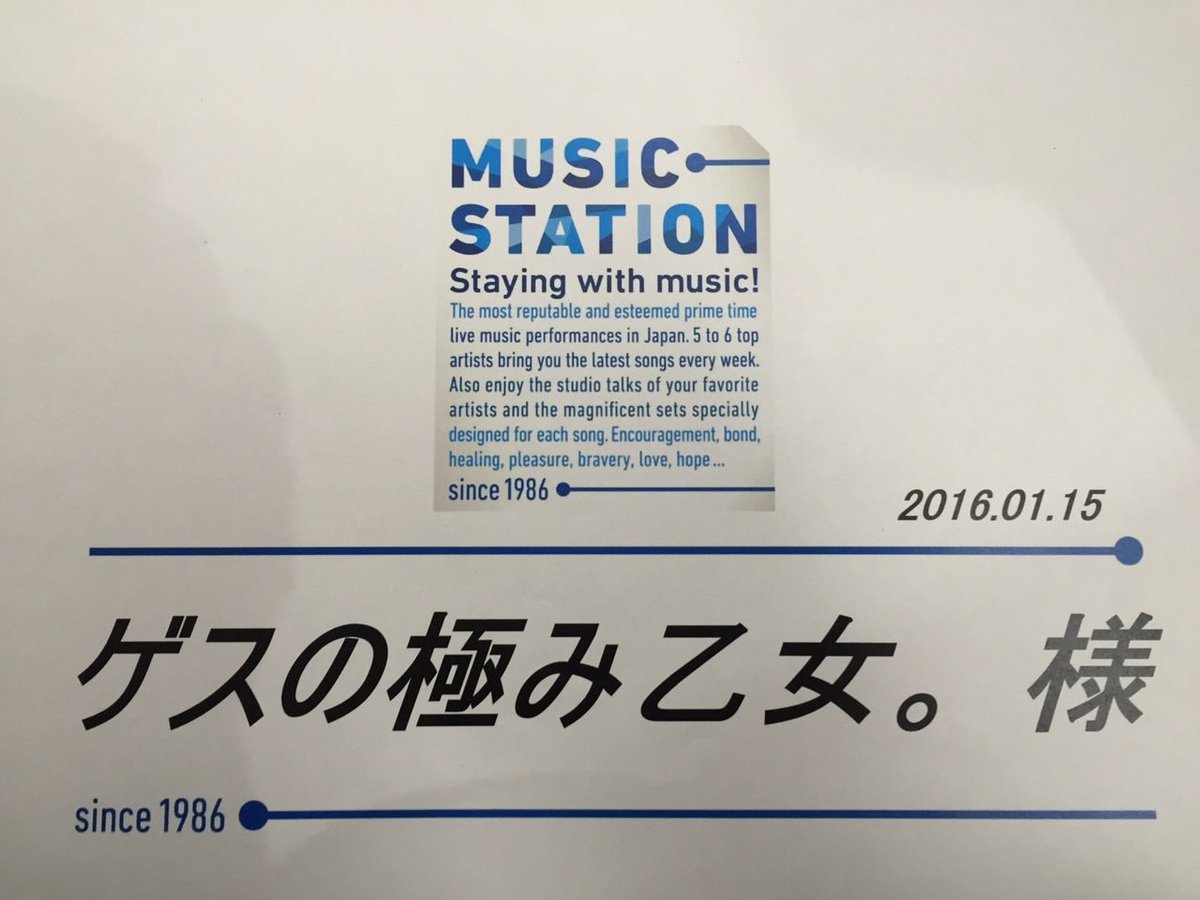 MUSIC
STATION
Staying with music!
The most reputable and esteemed prime time
live music performances in Japan. 5 to 6 top
artists bring you the latest songs every week.
Also enjoy the studio talks of your favorite
artists and the magnificent sets specially
designed for each song. Encouragement, bond,
healing, pleasure, bravery, love, hope...
since 1986
2016.01.15
ゲスの極み乙女。 様
since 1986